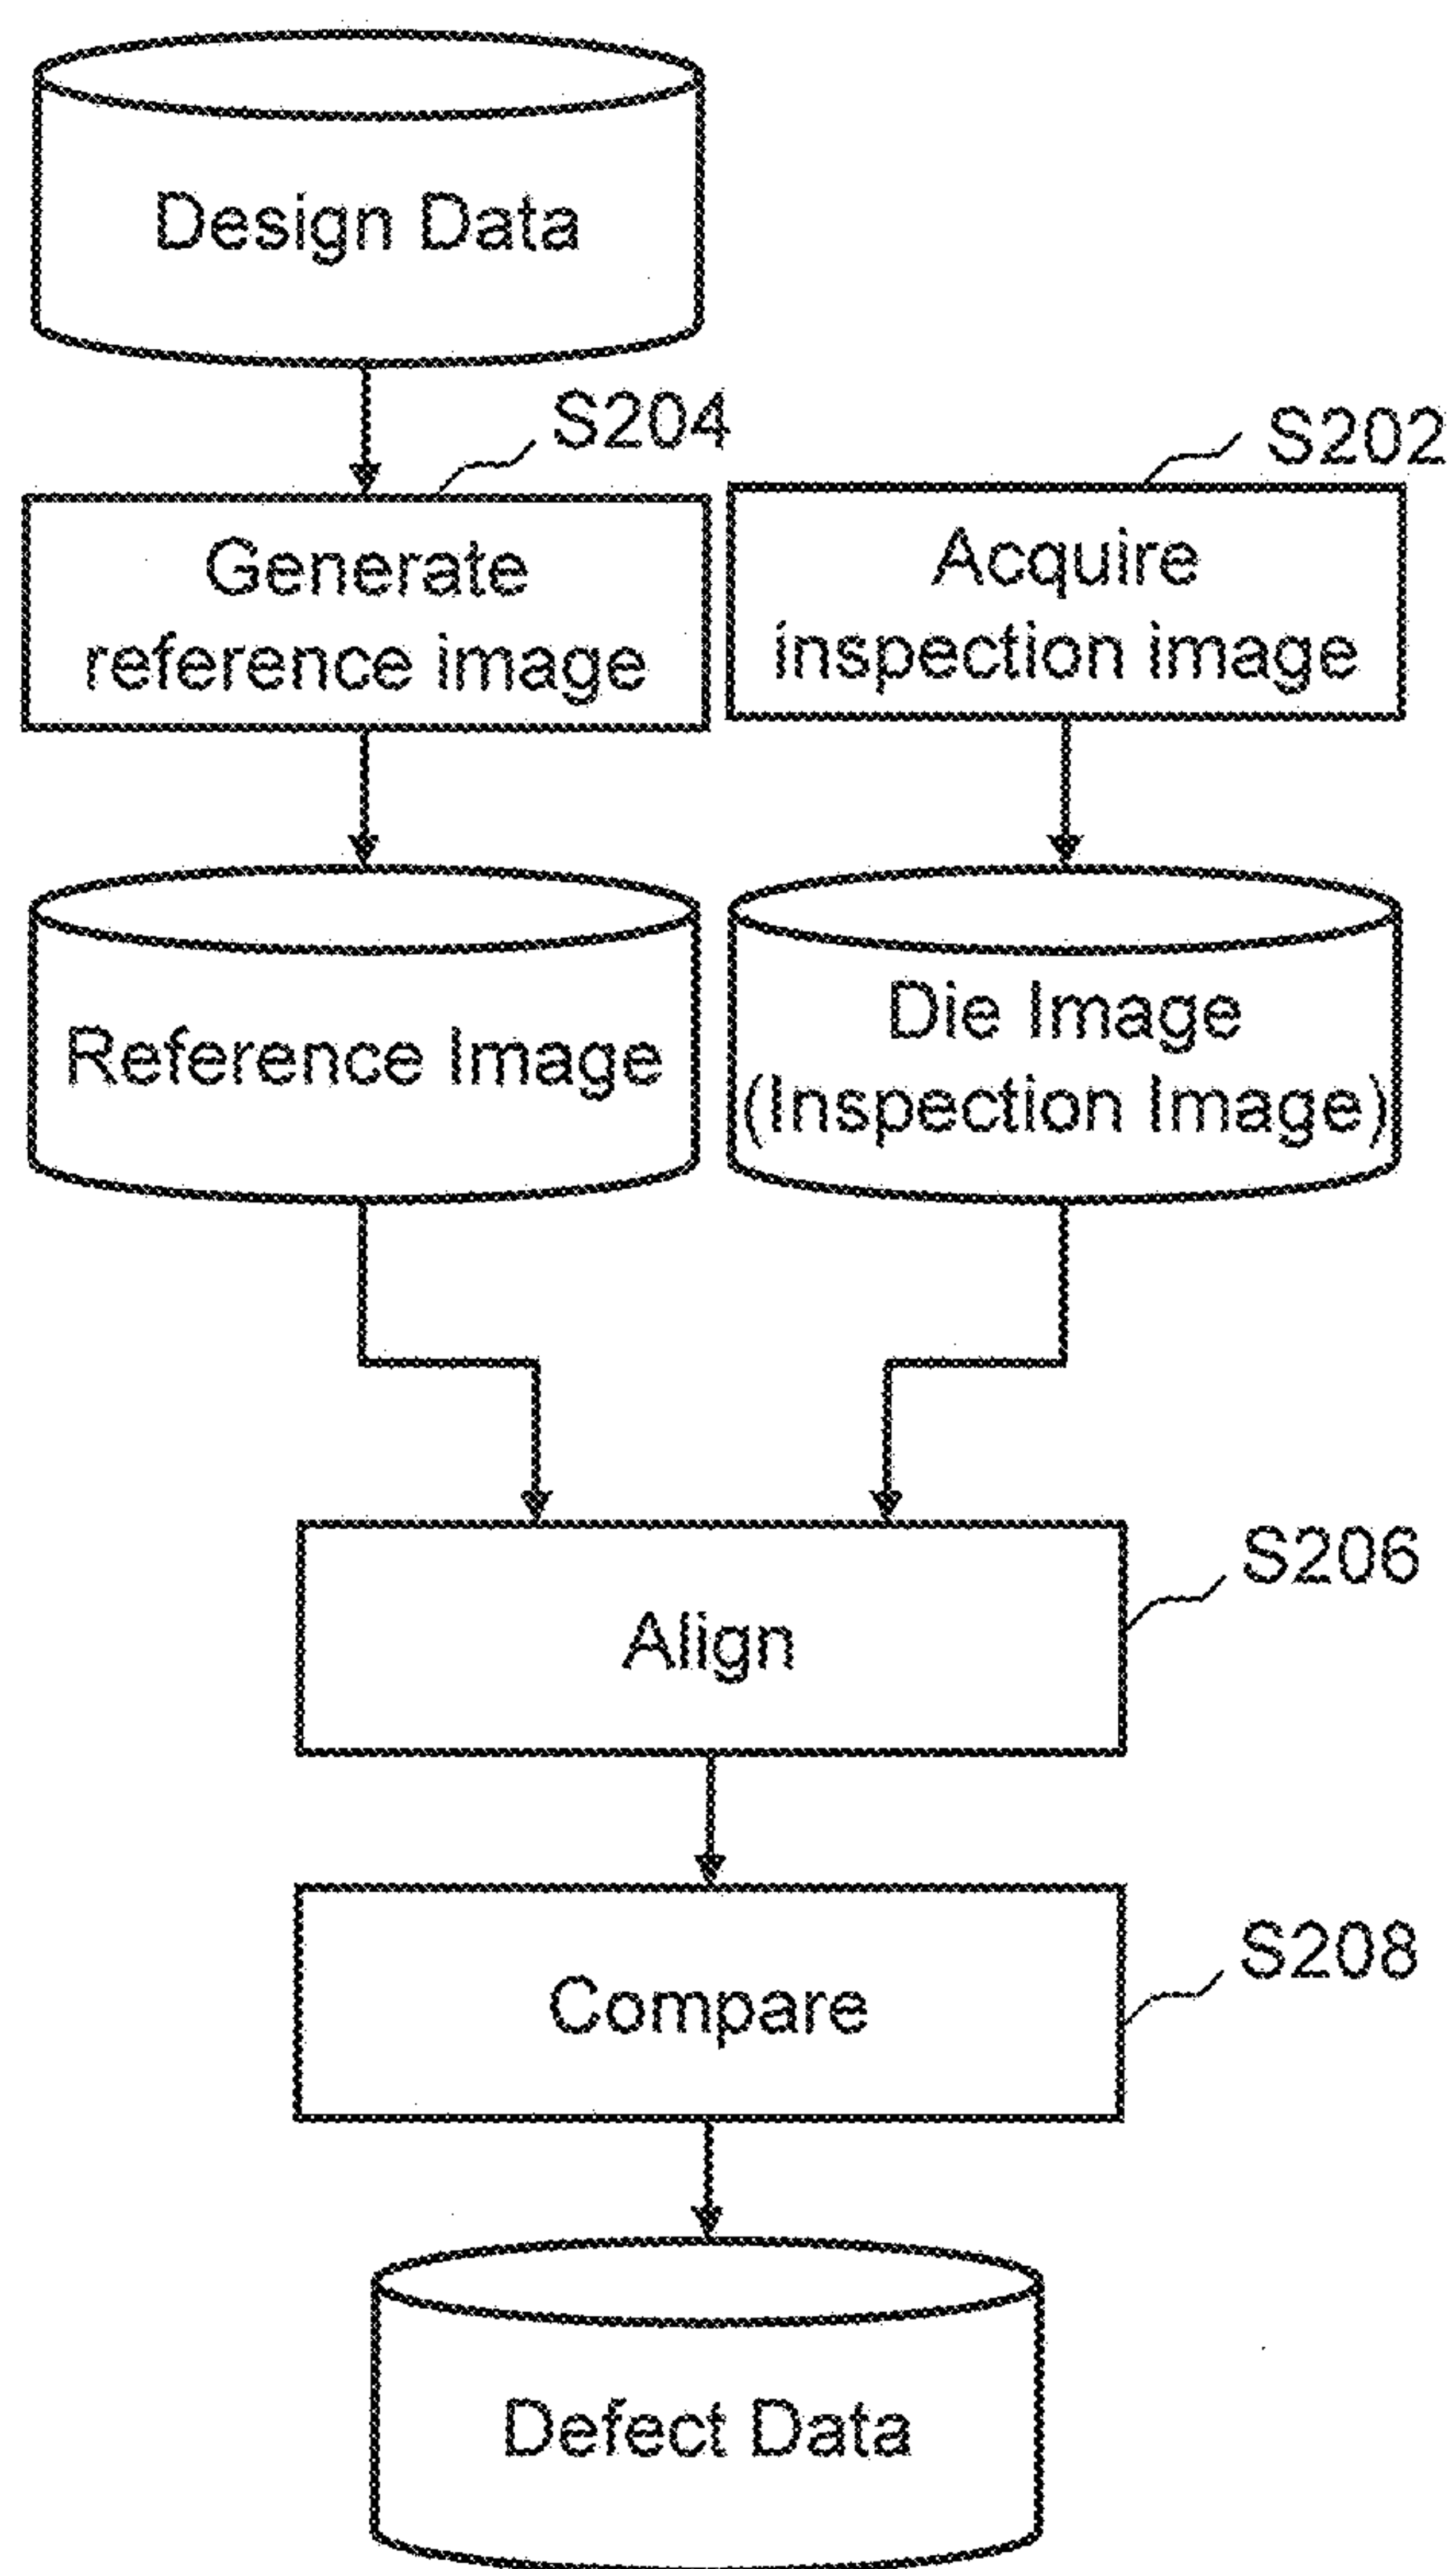 Design Data
S204
S202
Generate
reference image
Acquire
inspection image
Reference Image
Die Image
(Inspection Image)
S206
Align
S208
Compare
Defect Data